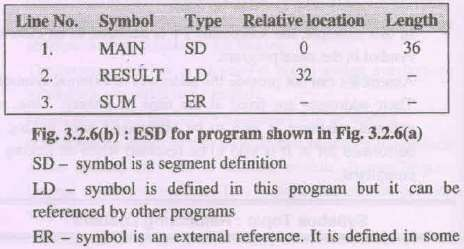 Line No. Symbol Type Relative location Length
1. MAIN SD 0 36
2. RESULT LD 32 –
3. SUM ER – –
Fig. 3.2.6(b) : ESD for program shown in Fig. 3.2.6(a)
SD – symbol is a segment definition
LD – symbol is defined in this program but it can be
referenced by other programs
ER – symbol is an external reference. It is defined in some